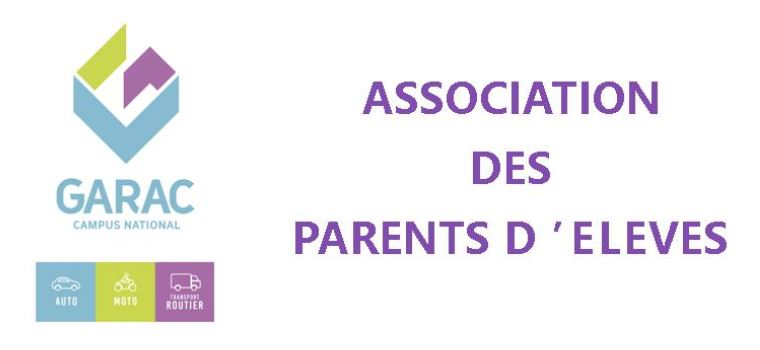 GARAC
CAMPUS NATIONAL
AUTO
MOTO
TRANSPORT
ROUTIER
ASSOCIATION
DES
PARENTS D ’ ELEVES